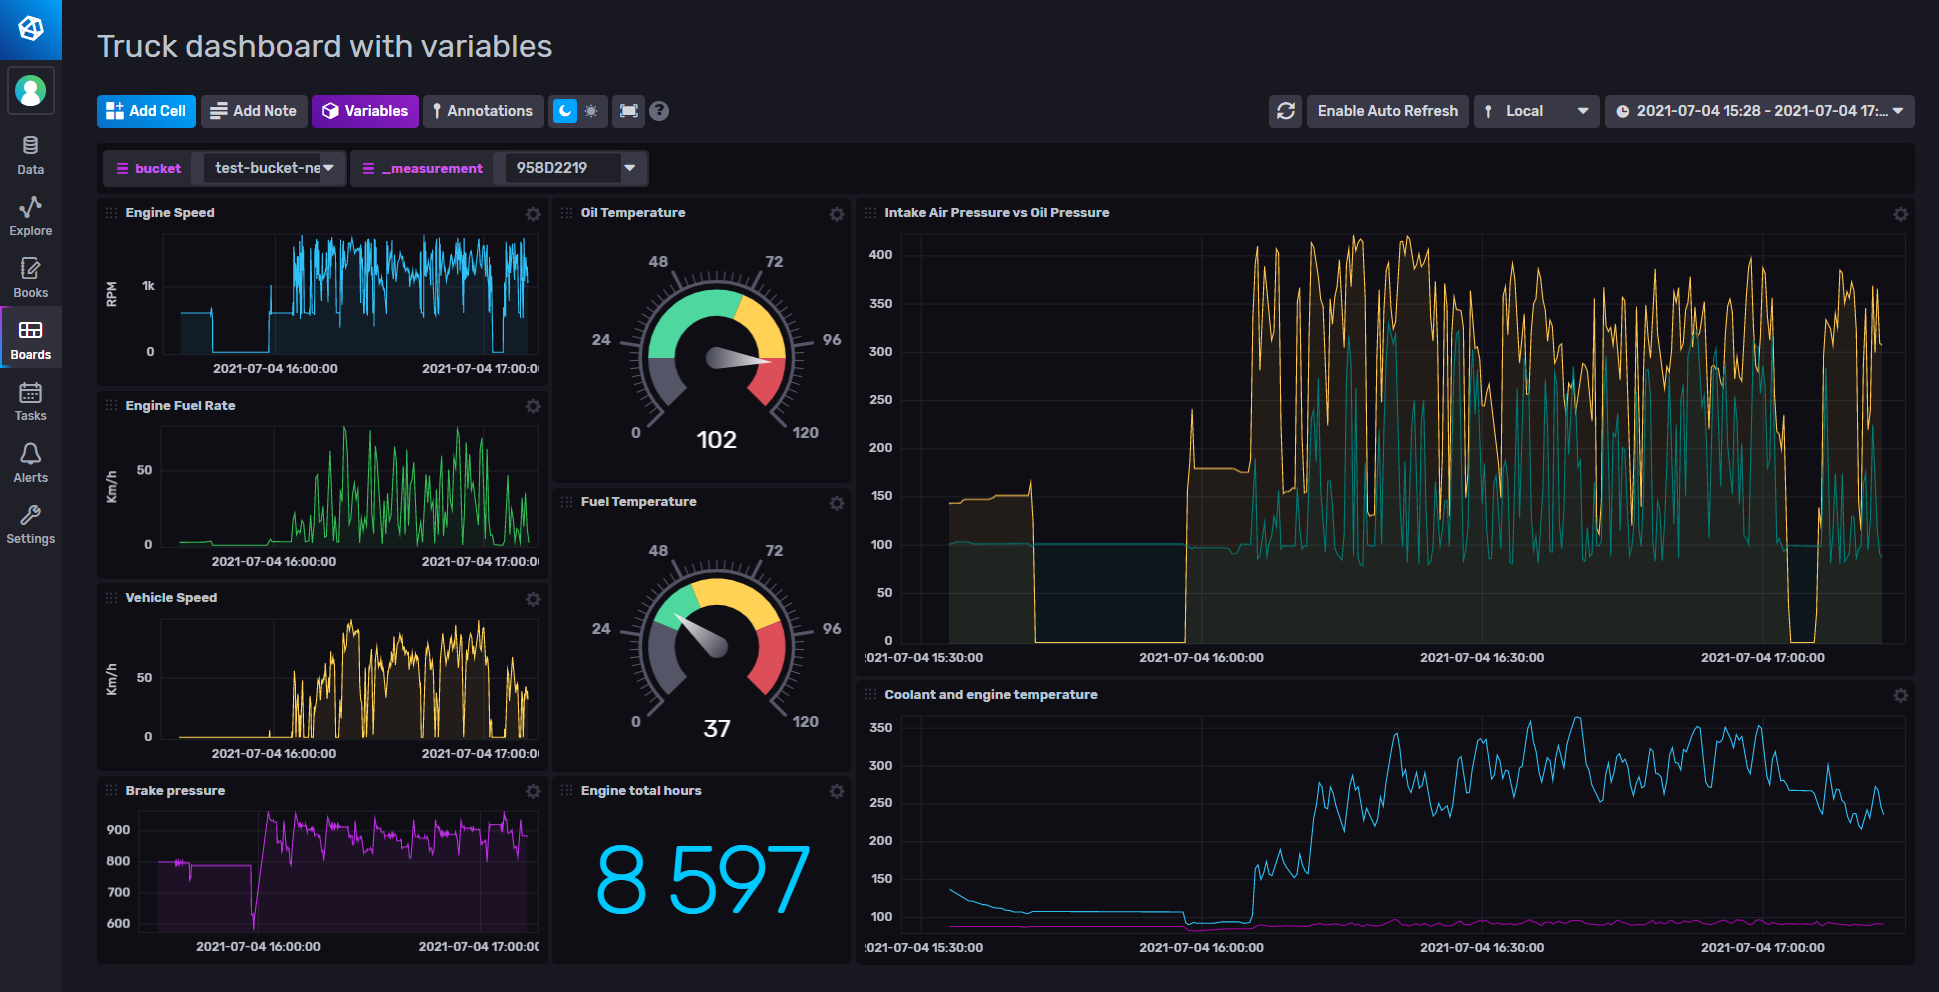 Truck dashboard with variables
Add Cell
Add Note
Variables
Annotations
?
Enable Auto Refresh
Local
2021-07-04 15:28 - 2021-07-04 17:...
Data
Explore
Books
Boards
Tasks
Alerts
Settings
bucket
test-bucket-ne
_measurement
958D2219
Engine Speed
RPM
1k
0
2021-07-04 16:00:00
2021-07-04 17:00:0
Engine Fuel Rate
Km/h
50
0
2021-07-04 16:00:00
2021-07-04 17:00:0
Vehicle Speed
Km/h
50
0
2021-07-04 16:00:00
2021-07-04 17:00:0
Brake pressure
900
800
700
600
2021-07-04 16:00:00
2021-07-04 17:00:0
Oil Temperature
0
24
48
72
96
120
102
Fuel Temperature
0
24
48
72
96
120
37
Engine total hours
8 597
Intake Air Pressure vs Oil Pressure
400
350
300
250
200
150
100
50
0
2021-07-04 15:30:00
2021-07-04 16:00:00
2021-07-04 16:30:00
2021-07-04 17:00:00
Coolant and engine temperature
350
300
250
200
150
100
2021-07-04 15:30:00
2021-07-04 16:00:00
2021-07-04 16:30:00
2021-07-04 17:00:00